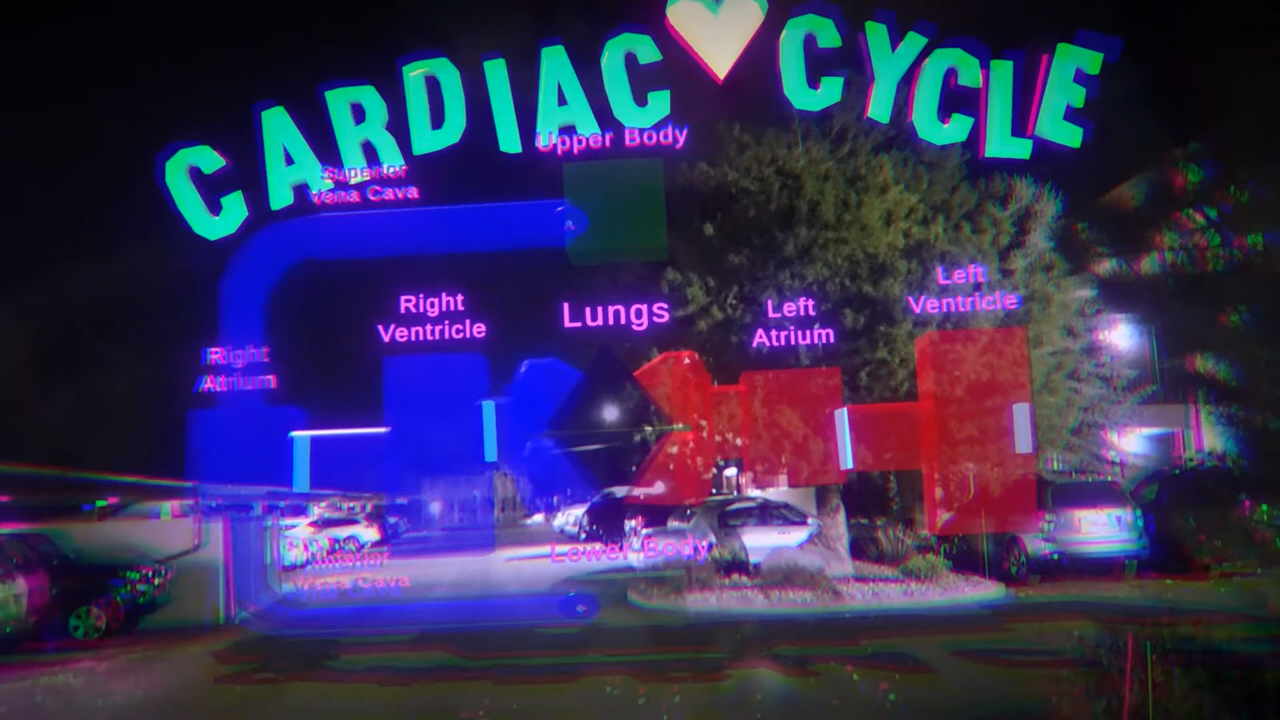 CARDIAC CYCLE
Upper Body
Superior
Vena Cava
Left
Ventricle
Right
Ventricle
Lungs
Left
Atrium
Right
Atrium
Lower Body
Inferior
Vena Cava